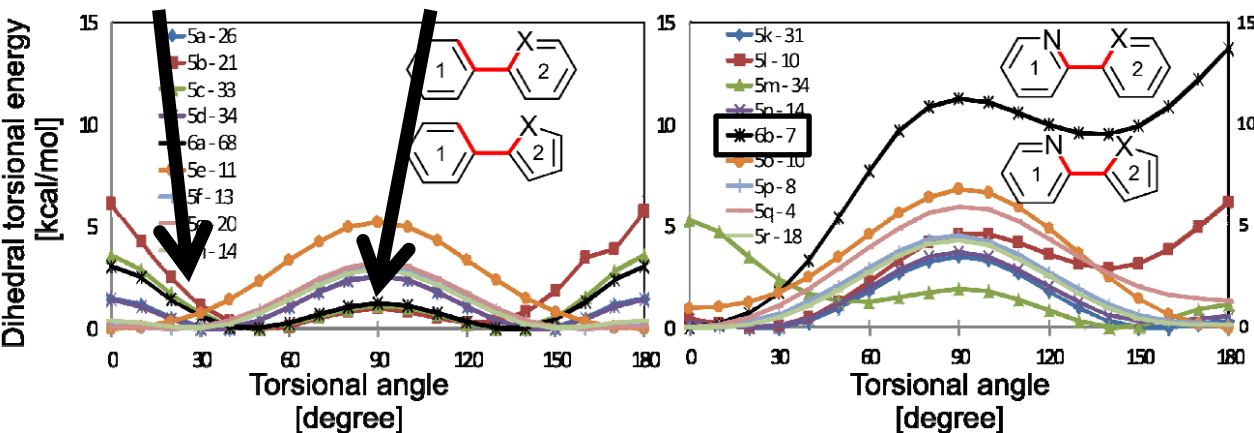 Dihedral torsional energy
[kcal/mol]
15
10
5
0
5a - 26
5b - 21
5c - 33
5d - 34
6a - 68
5e - 11
5f - 13
20
14
X
1
2
X
1
2
0
30
60
90
120
150
180
Torsional angle
[degree]
15
10
5
0
5k - 31
5l - 10
5m - 34
5n - 14
6b - 7
5o - 10
5p - 8
5q - 4
5r - 18
N
X
1
2
N
X
1
2
15
10
5
0
0
30
60
90
120
150
180
Torsional angle
[degree]